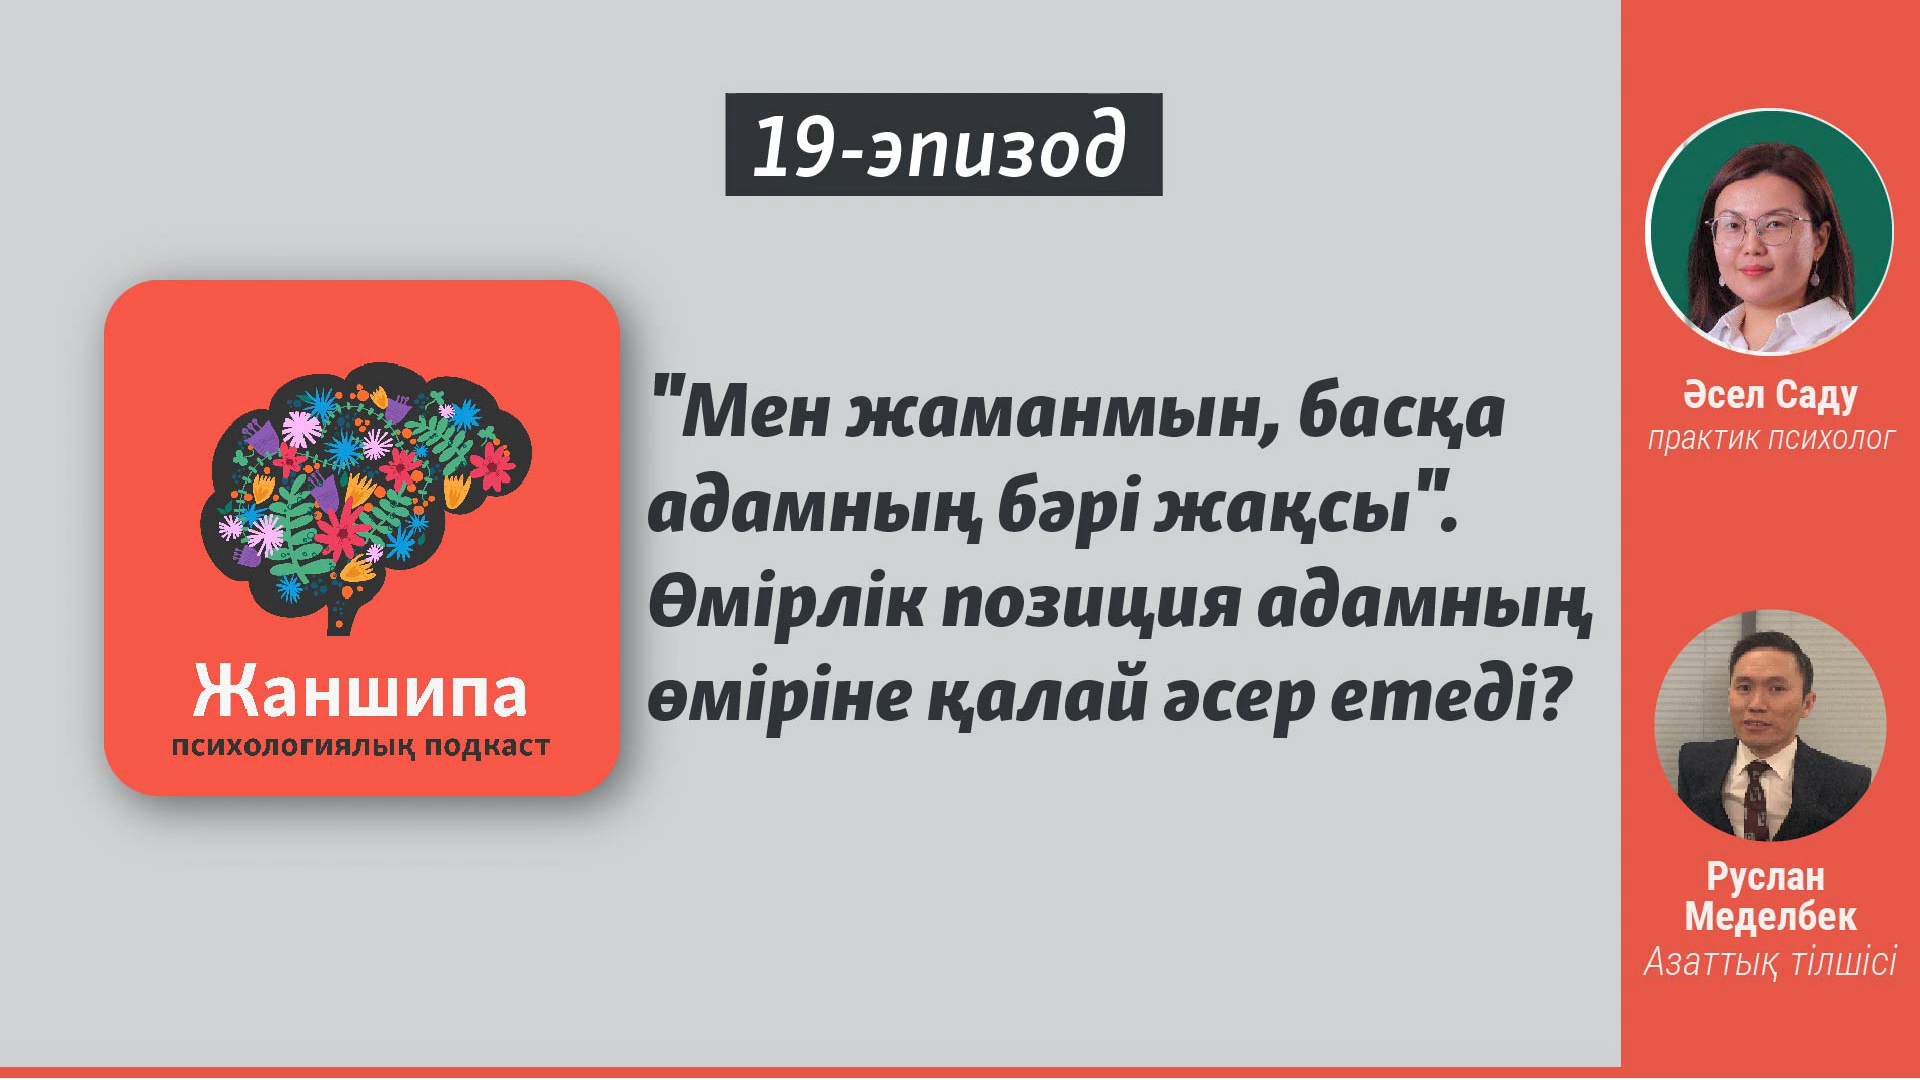 19-эпизод
Жаншипа
психологиялық подкаст
"Мен жаманмын, басқа
адамның бәрі жақсы".
Өмірлік позиция адамның
өміріне қалай әсер етеді?
Әсел Саду
практик психолог
Руслан
Меделбек
Азаттық тілшісі